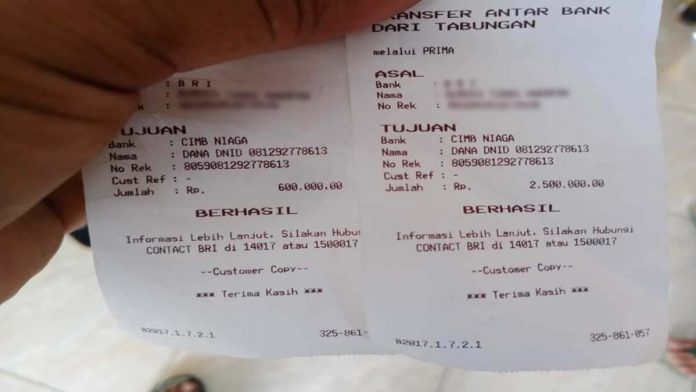 : B R I
:
:
TUJUAN
Bank : CIMB NIAGA
Nama : DANA DNID 081292778613
No Rek : 8059081292778613
Cust Ref : -
Jumlah : Rp. 600.000.00
BERHASIL
Informasi Lebih Lanjut, Silakan Hubungi
CONTACT BRI di 14017 atau 1500017
--Customer Copy--
*** Terima Kasih ***
B2017.1.7.2.1 325-861-
TRANSFER ANTAR BANK
DARI TABUNGAN
melalui PRIMA
ASAL
Bank :
Nama :
No Rek :
TUJUAN
Bank : CIMB NIAGA
Nama : DANA DNID 081292778613
No Rek : 8059081292778613
Cust Ref : -
Jumlah : Rp. 2.500.000.00
BERHASIL
Informasi Lebih Lanjut, Silakan Hubungi
CONTACT BRI di 14017 atau 1500017
--Customer Copy--
*** Terima Kasih ***
B2017.1.7.2.1 325-861-057